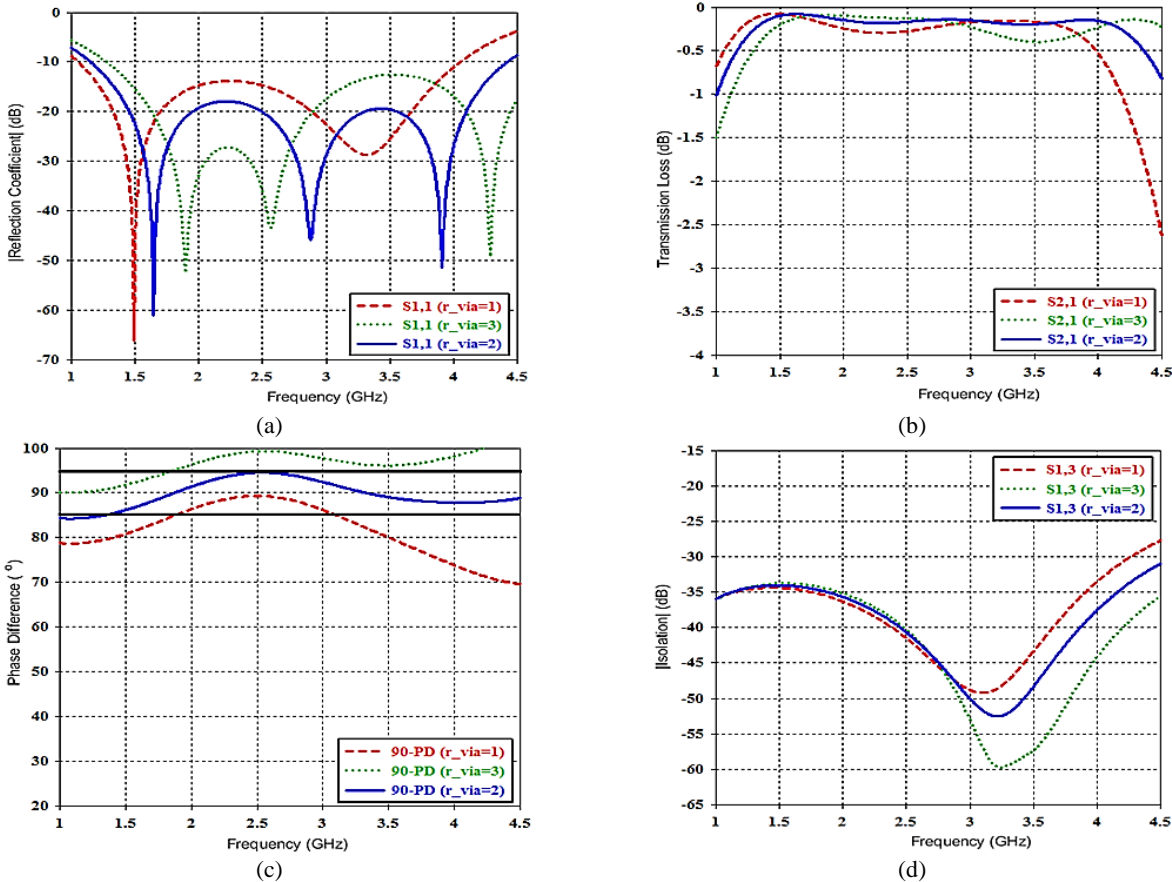 0
-10
-20
-30
-40
-50
-60
-70
|Reflection Coefficient| (dB)
S1,1 (r_via=1)
S1,1 (r_via=3)
S1,1 (r_via=2)
1 1.5 2 2.5 3 3.5 4 4.5
Frequency (GHz)
(a)
0
-0.5
-1
-1.5
-2
-2.5
-3
-3.5
-4
Transmission Loss (dB)
S2,1 (r_via=1)
S2,1 (r_via=3)
S2,1 (r_via=2)
1 1.5 2 2.5 3 3.5 4 4.5
Frequency (GHz)
(b)
100
90
80
70
60
50
40
30
20
Phase Difference ( °)
90-PD (r_via=1)
90-PD (r_via=3)
90-PD (r_via=2)
1 1.5 2 2.5 3 3.5 4 4.5
Frequency (GHz)
(c)
-15
-20
-25
-30
-35
-40
-45
-50
-55
-60
-65
|Isolation| (dB)
S1,3 (r_via=1)
S1,3 (r_via=3)
S1,3 (r_via=2)
1 1.5 2 2.5 3 3.5 4 4.5
Frequency (GHz)
(d)